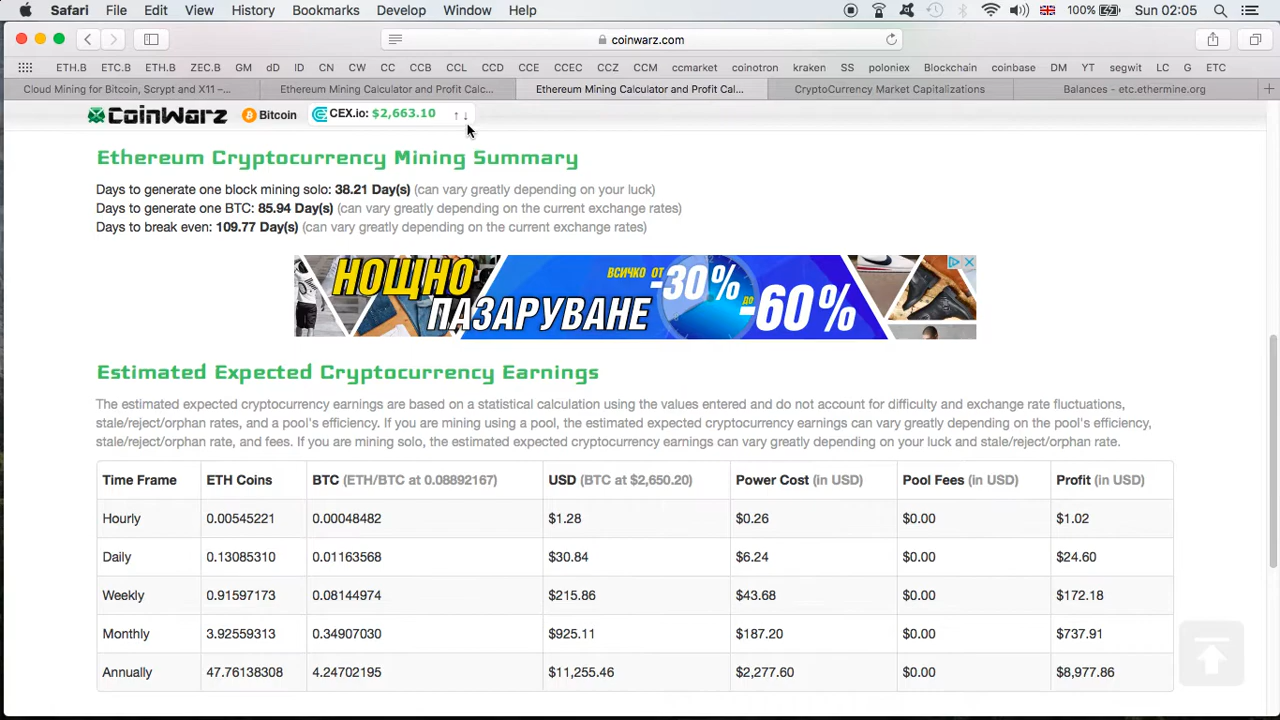 Safari File Edit View History Bookmarks Develop Window Help 100% Sun 02:05
coinwarz.com
ETH.B ETC.B ETH.B ZEC.B GM dD ID CN CW CC CCB CCL CCD CCE CCEC CCZ CCM ccmarket coinotron kraken SS poloniex Blockchain coinbase DM YT segwit LC G ETC
Cloud Mining for Bitcoin, Scrypt and X11 –... Ethereum Mining Calculator and Profit Calc... Ethereum Mining Calculator and Profit Cal... CryptoCurrency Market Capitalizations Balances - etc.ethermine.org
CoinWarz Bitcoin CEX.io: $2,663.10 ↑ ↓
Ethereum Cryptocurrency Mining Summary
Days to generate one block mining solo: 38.21 Day(s) (can vary greatly depending on your luck)
Days to generate one BTC: 85.94 Day(s) (can vary greatly depending on the current exchange rates)
Days to break even: 109.77 Day(s) (can vary greatly depending on the current exchange rates)
НОЩНО
ПАЗАРУВАНЕ
ВСИЧКО ОТ
-30%
до
-60%
Estimated Expected Cryptocurrency Earnings
The estimated expected cryptocurrency earnings are based on a statistical calculation using the values entered and do not account for difficulty and exchange rate fluctuations,
stale/reject/orphan rates, and a pool's efficiency. If you are mining using a pool, the estimated expected cryptocurrency earnings can vary greatly depending on the pool's efficiency,
stale/reject/orphan rate, and fees. If you are mining solo, the estimated expected cryptocurrency earnings can vary greatly depending on your luck and stale/reject/orphan rate.
Time Frame ETH Coins BTC (ETH/BTC at 0.08892167) USD (BTC at $2,650.20) Power Cost (in USD) Pool Fees (in USD) Profit (in USD)
Hourly 0.00545221 0.00048482 $1.28 $0.26 $0.00 $1.02
Daily 0.13085310 0.01163568 $30.84 $6.24 $0.00 $24.60
Weekly 0.91597173 0.08144974 $215.86 $43.68 $0.00 $172.18
Monthly 3.92559313 0.34907030 $925.11 $187.20 $0.00 $737.91
Annually 47.76138308 4.24702195 $11,255.46 $2,277.60 $0.00 $8,977.86